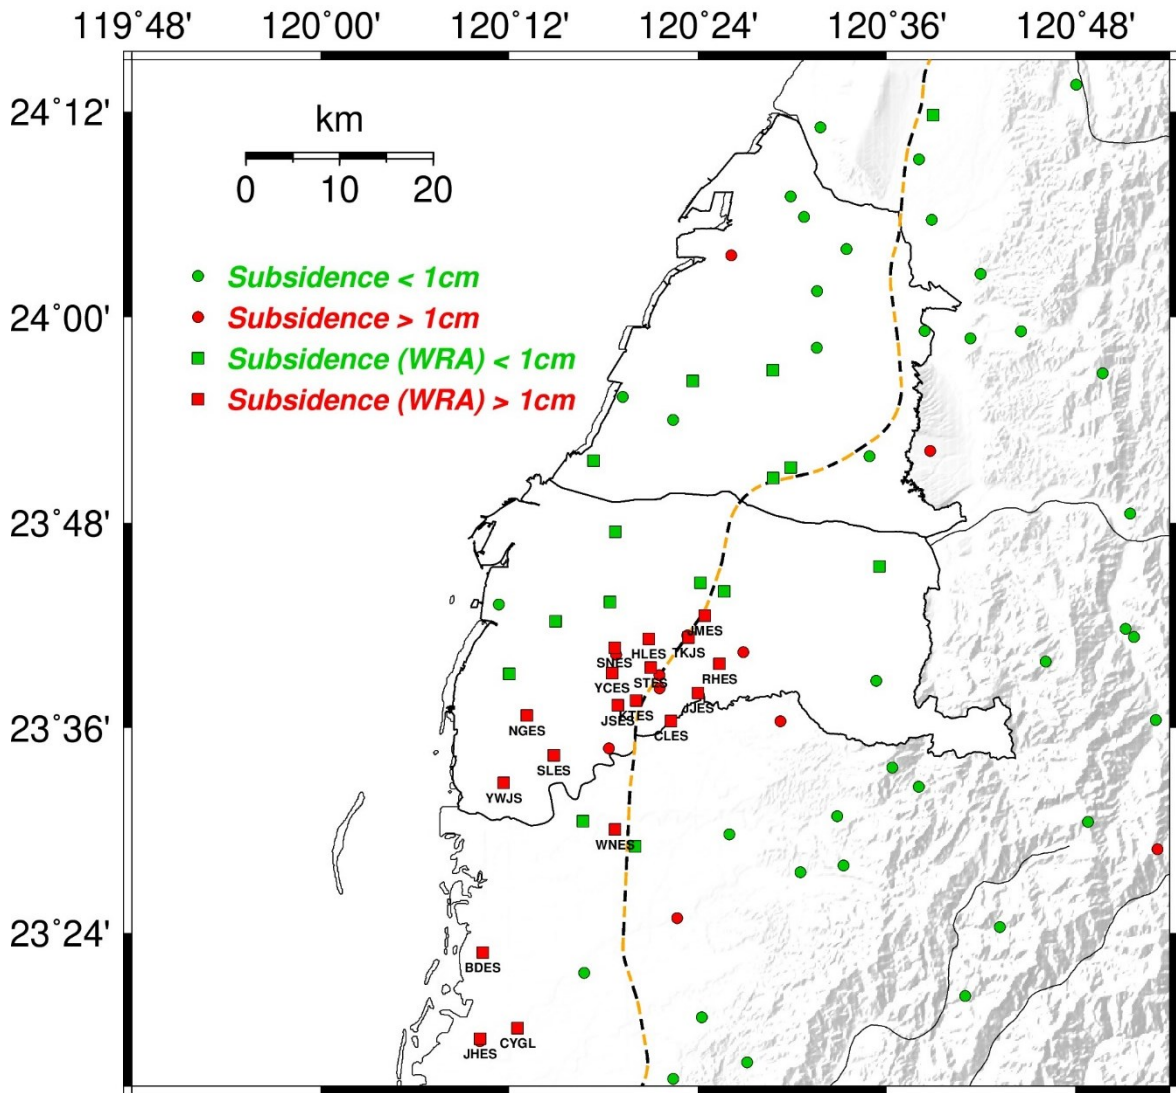 119˚48' 120˚00' 120˚12' 120˚24' 120˚36' 120˚48'
24˚12'
km
0 10 20
Subsidence < 1cm
Subsidence > 1cm
24˚00'
Subsidence (WRA) < 1cm
Subsidence (WRA) > 1cm
23˚48'
JMES
HLES
TKJS
SNES
RHES
STES
YCES
JJES
KTES
JSES
23˚36'
NGES
CLES
SLES
YWJS
WNES
23˚24'
BDES
CYGL
JHES